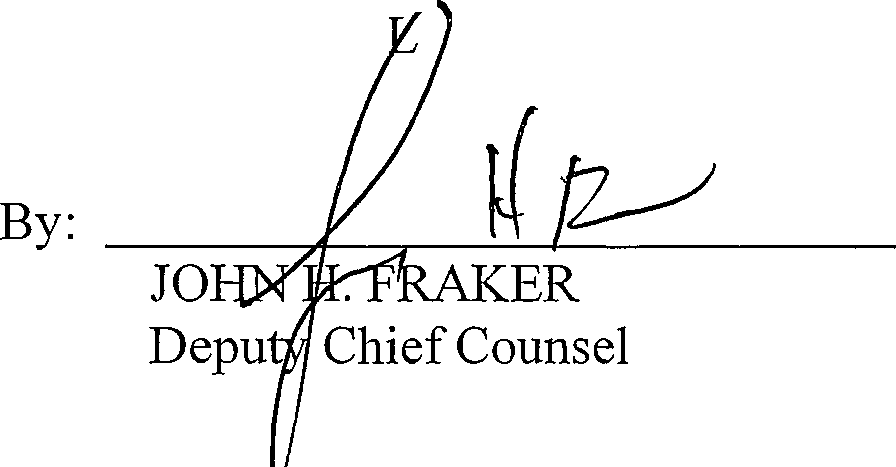 L
By:
JOHN H. FRAKER
Deputy Chief Counsel